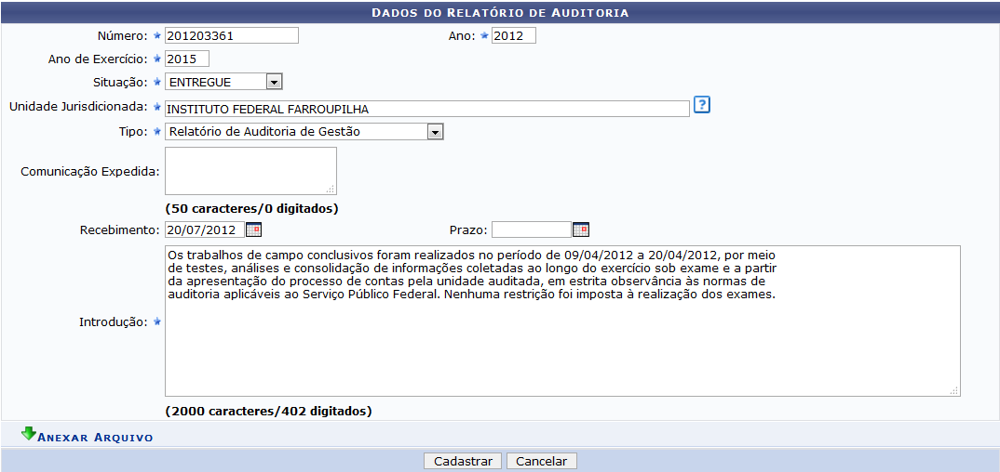 DADOS DO RELATÓRIO DE AUDITORIA
Número: 201203361 Ano: 2012
Ano de Exercício: 2015
Situação: ENTREGUE
Unidade Jurisdicionada: INSTITUTO FEDERAL FARROUPILHA ?
Tipo: Relatório de Auditoria de Gestão
Comunicação Expedida:
(50 caracteres/0 digitados)
Recebimento: 20/07/2012 Prazo:
Os trabalhos de campo conclusivos foram realizados no período de 09/04/2012 a 20/04/2012, por meio
de testes, análises e consolidação de informações coletadas ao longo do exercício sob exame e a partir
da apresentação do processo de contas pela unidade auditada, em estrita observância às normas de
auditoria aplicáveis ao Serviço Público Federal. Nenhuma restrição foi imposta à realização dos exames.
Introdução:
(2000 caracteres/402 digitados)
ANEXAR ARQUIVO
Cadastrar Cancelar